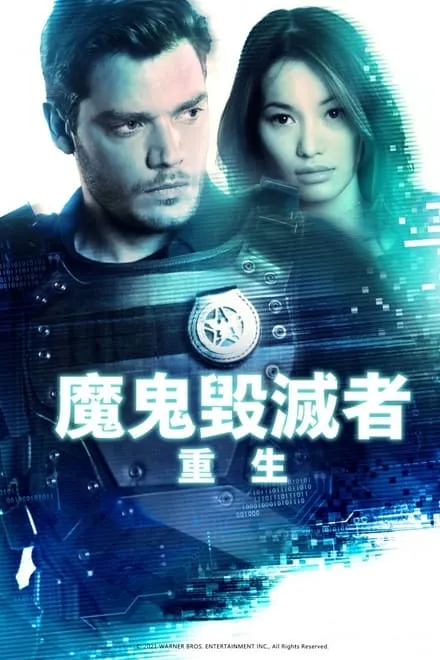 魔鬼毀滅者
重生
© 2021 WARNER BROS. ENTERTAINMENT INC., All Rights Reserved.